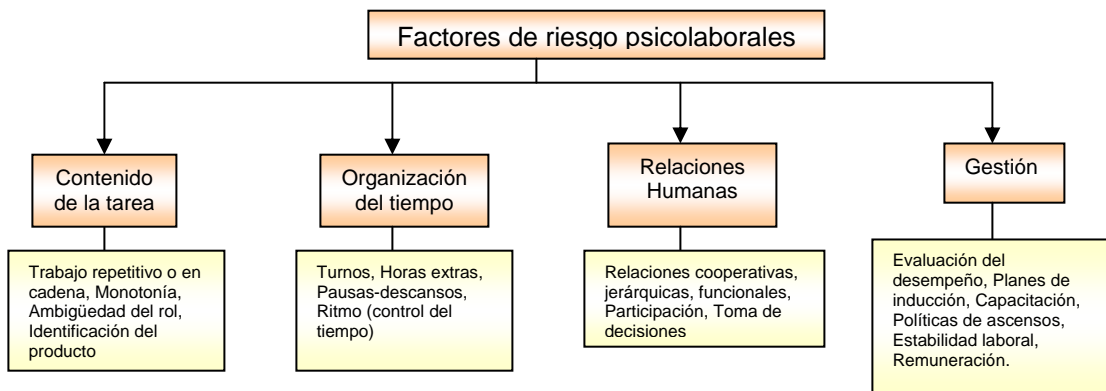 Factores de riesgo psicolaborales
Contenido
de la tarea
Organización
del tiempo
Relaciones
Humanas
Gestión
Trabajo repetitivo o en
cadena, Monotonía,
Ambigüedad del rol,
Identificación del
producto
Turnos, Horas extras,
Pausas-descansos,
Ritmo (control del
tiempo)
Relaciones cooperativas,
jerárquicas, funcionales,
Participación, Toma de
decisiones
Evaluación del
desempeño, Planes de
inducción, Capacitación,
Políticas de ascensos,
Estabilidad laboral,
Remuneración.